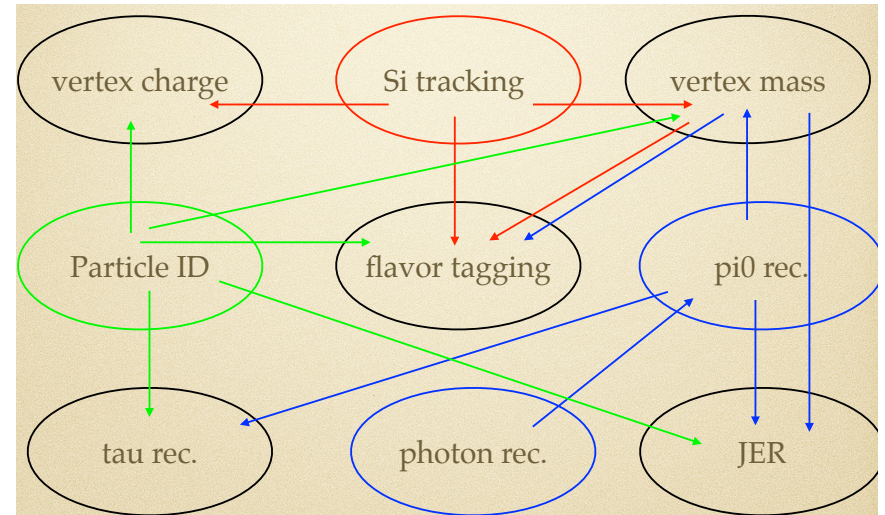 vertex charge
Si tracking
vertex mass
Particle ID
flavor tagging
pi0 rec.
tau rec.
photon rec.
JER